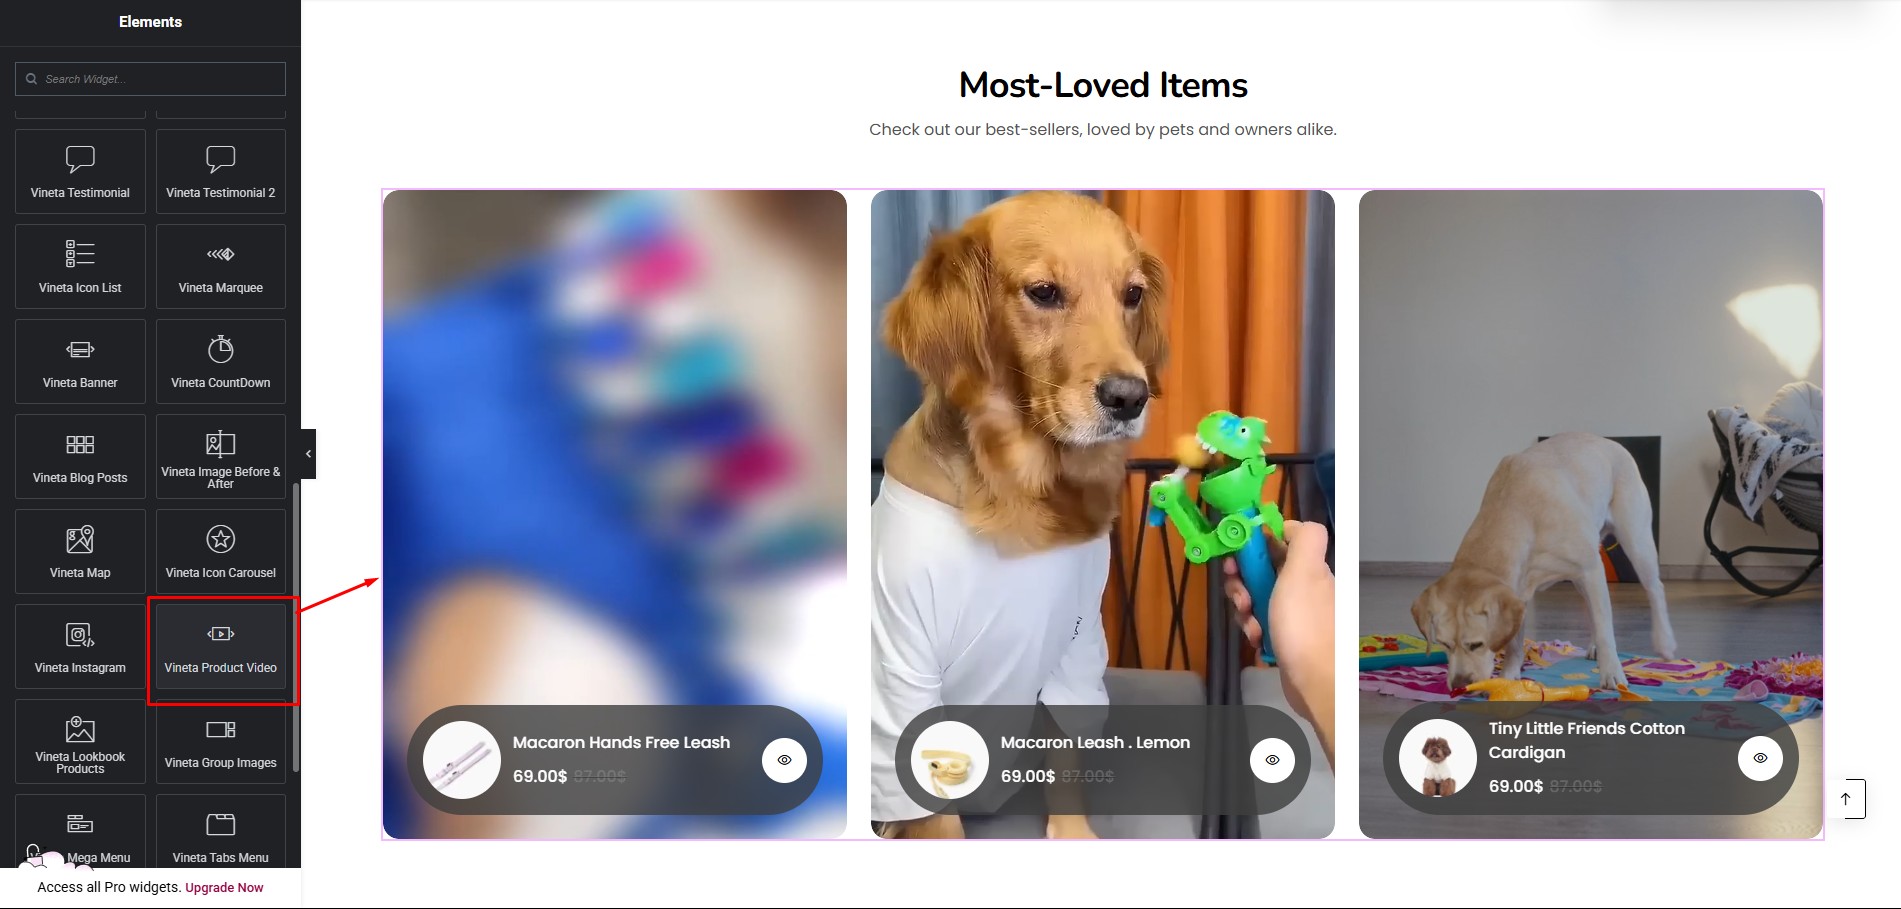 Elements
Search Widget...
Vineta Testimonial
Vineta Testimonial 2
Vineta Icon List
Vineta Marquee
Vineta Banner
Vineta CountDown
Vineta Blog Posts
Vineta Image Before &
After
Vineta Map
Vineta Icon Carousel
Vineta Instagram
Vineta Product Video
Vineta Lookbook
Products
Vineta Group Images
Mega Menu
Vineta Tabs Menu
Access all Pro widgets. Upgrade Now
Most-Loved Items
Check out our best-sellers, loved by pets and owners alike.
Macaron Hands Free Leash
69.00$ 87.00$
Macaron Leash . Lemon
69.00$ 87.00$
Tiny Little Friends Cotton
Cardigan
69.00$ 87.00$